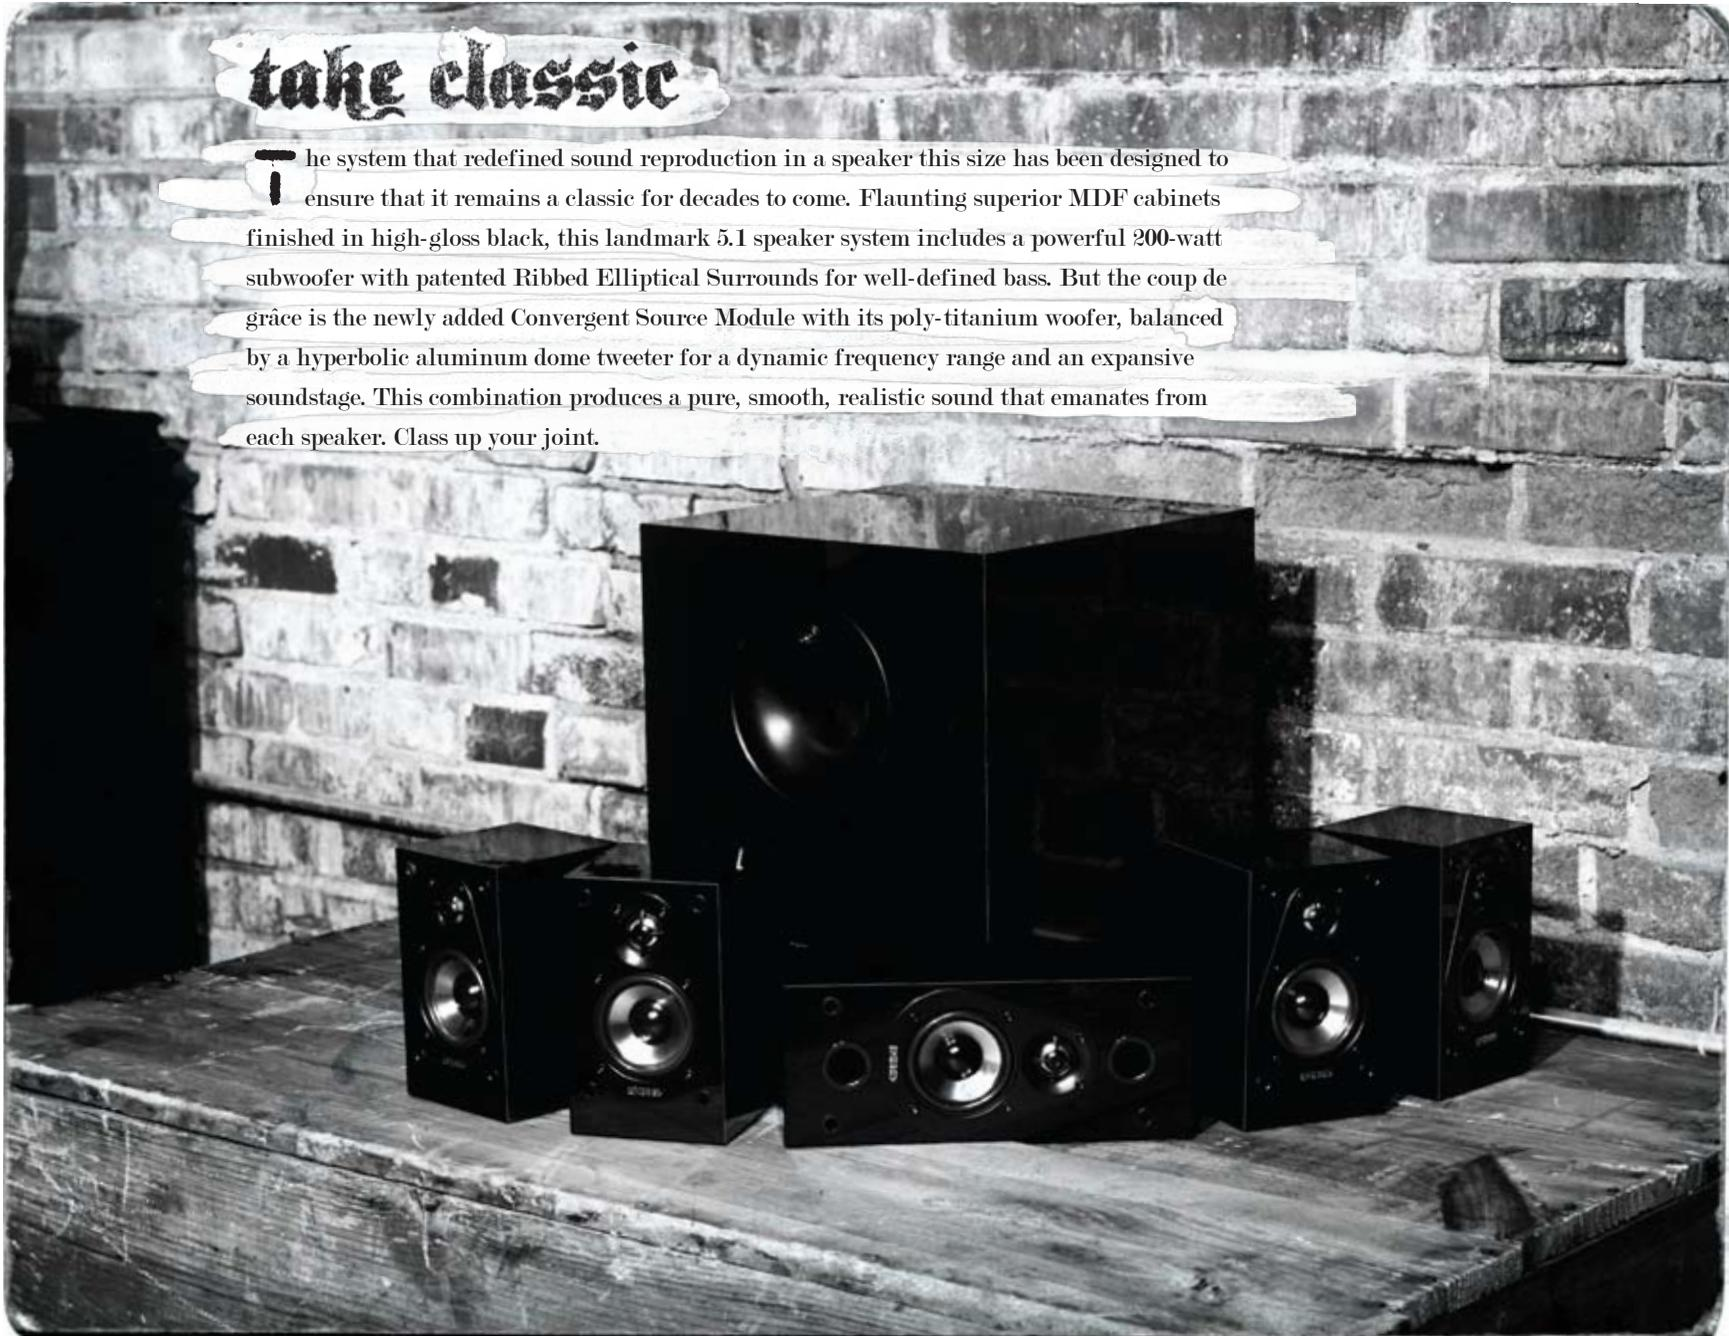 take classic
The system that redefined sound reproduction in a speaker this size has been designed to
ensure that it remains a classic for decades to come. Flaunting superior MDF cabinets
finished in high-gloss black, this landmark 5.1 speaker system includes a powerful 200-watt
subwoofer with patented Ribbed Elliptical Surrounds for well-defined bass. But the coup de
grâce is the newly added Convergent Source Module with its poly-titanium woofer, balanced
by a hyperbolic aluminum dome tweeter for a dynamic frequency range and an expansive
soundstage. This combination produces a pure, smooth, realistic sound that emanates from
each speaker. Class up your joint.